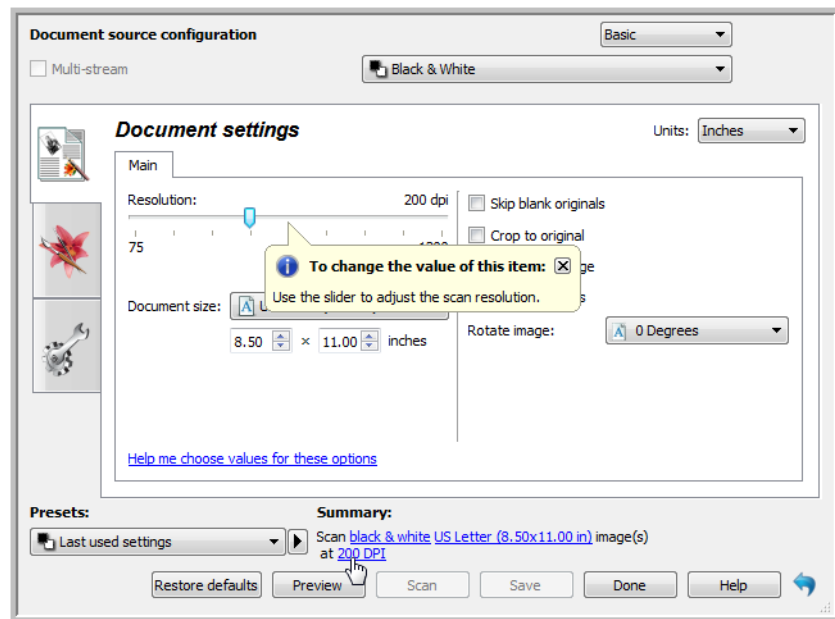 Document source configuration
Basic
Multi-stream
Black & White
Document settings
Units: Inches
Main
Resolution: 200 dpi
75
Skip blank originals
Crop to original
To change the value of this item:
Use the slider to adjust the scan resolution.
Document size:
8.50 × 11.00 inches
Rotate image: 0 Degrees
Help me choose values for these options
Presets:
Last used settings
Summary:
Scan black & white US Letter (8.50x11.00 in) image(s)
at 200 DPI
Restore defaults Preview Scan Save Done Help